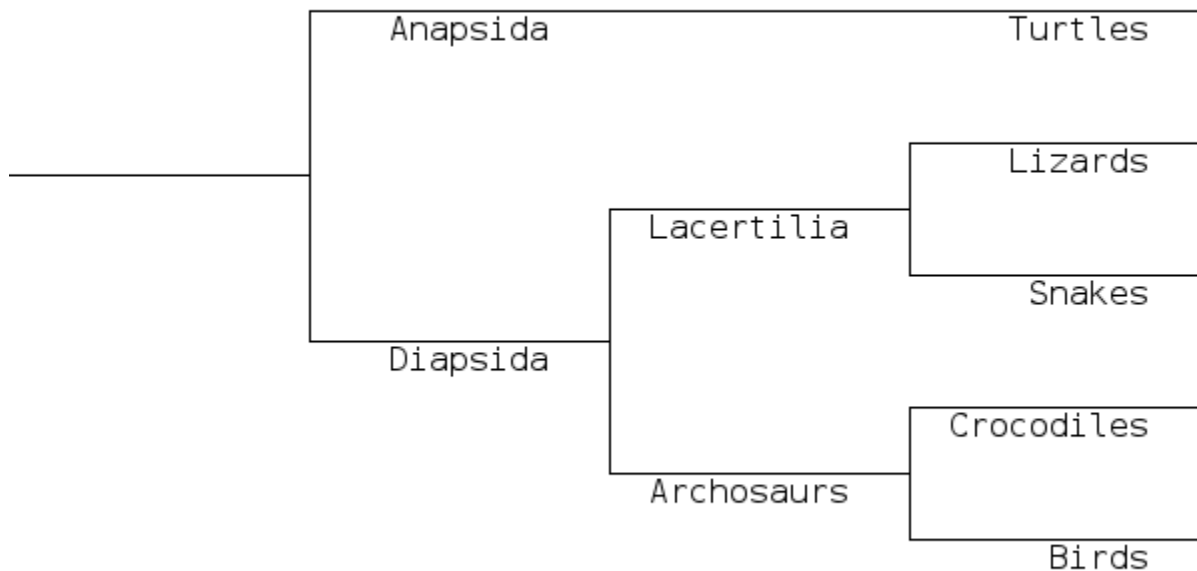 Anapsida Turtles
Lizards
Lacertilia
Snakes
Diapsida
Crocodiles
Archosaurs
Birds